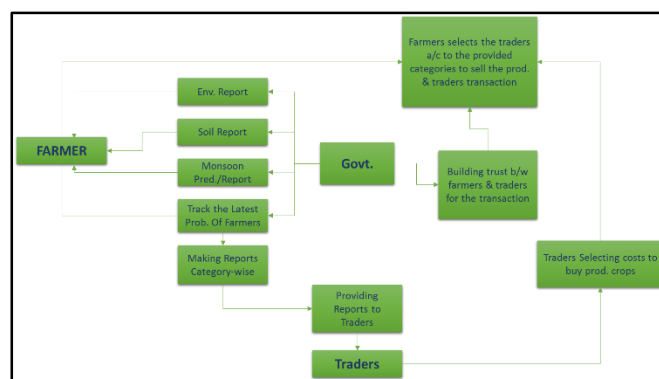 Farmers selects the traders
a/c to the provided
categories to sell the prod.
& traders transaction
Env. Report
Soil Report
FARMER
Monsoon
Pred./Report
Govt.
Building trust b/w
farmers & traders
for the transaction
Track the Latest
Prob. Of Farmers
Making Reports
Category-wise
Traders Selecting costs to
buy prod. crops
Providing
Reports to
Traders
Traders